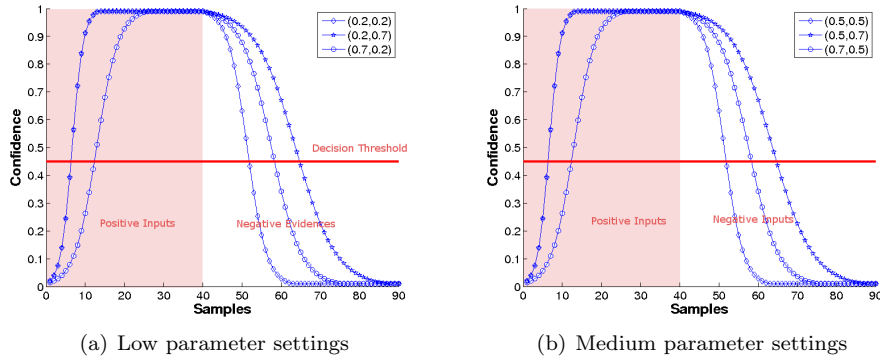 1
0.9
0.8
0.7
0.6
0.5
0.4
0.3
0.2
0.1
0
Confidence
(0.2,0.2)
(0.2,0.7)
(0.7,0.2)
Decision Threshold
Positive Inputs
Negative Evidences
0 10 20 30 40 50 60 70 80 90
Samples
(a) Low parameter settings
1
0.9
0.8
0.7
0.6
0.5
0.4
0.3
0.2
0.1
0
Confidence
(0.5,0.5)
(0.5,0.7)
(0.7,0.5)
Positive Inputs
Negative Inputs
0 10 20 30 40 50 60 70 80 90
Samples
(b) Medium parameter settings